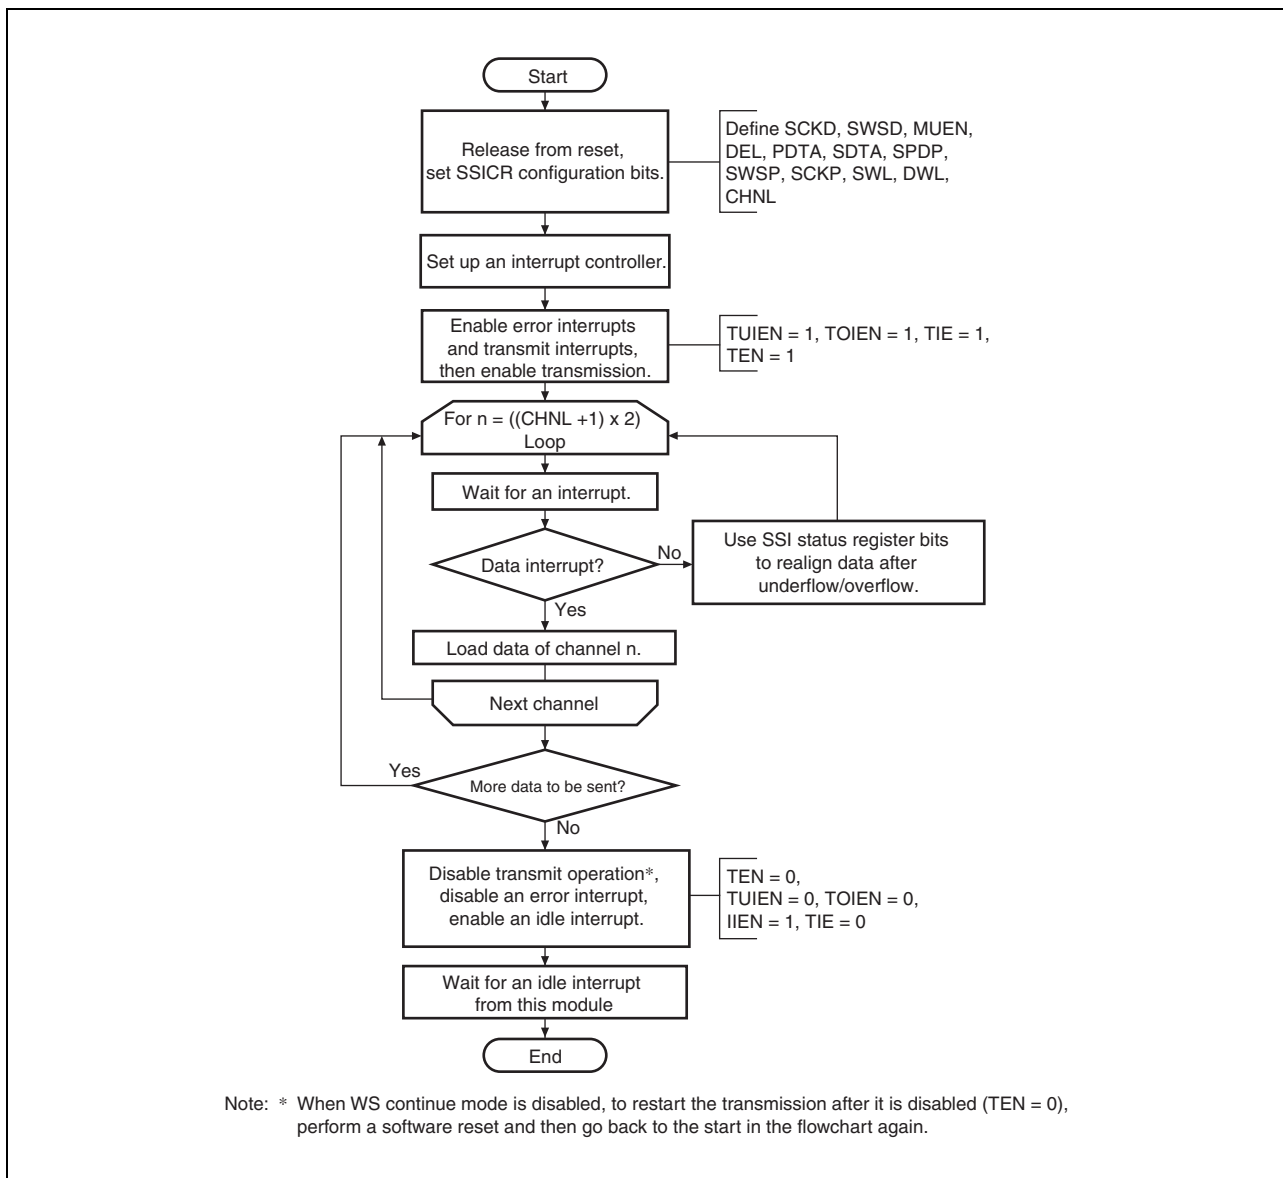 Start
Release from reset,
set SSICR configuration bits.
Define SCKD, SWSD, MUEN,
DEL, PDTA, SDTA, SPDP,
SWSP, SCKP, SWL, DWL,
CHNL
Set up an interrupt controller.
Enable error interrupts
and transmit interrupts,
then enable transmission.
TUIEN = 1, TOIEN = 1, TIE = 1,
TEN = 1
For n = ((CHNL +1) x 2)
Loop
Wait for an interrupt.
Data interrupt?
No
Use SSI status register bits
to realign data after
underflow/overflow.
Yes
Load data of channel n.
Next channel
Yes
More data to be sent?
No
Disable transmit operation*,
disable an error interrupt,
enable an idle interrupt.
TEN = 0,
TUIEN = 0, TOIEN = 0,
IIEN = 1, TIE = 0
Wait for an idle interrupt
from this module
End
Note: * When WS continue mode is disabled, to restart the transmission after it is disabled (TEN = 0),
perform a software reset and then go back to the start in the flowchart again.